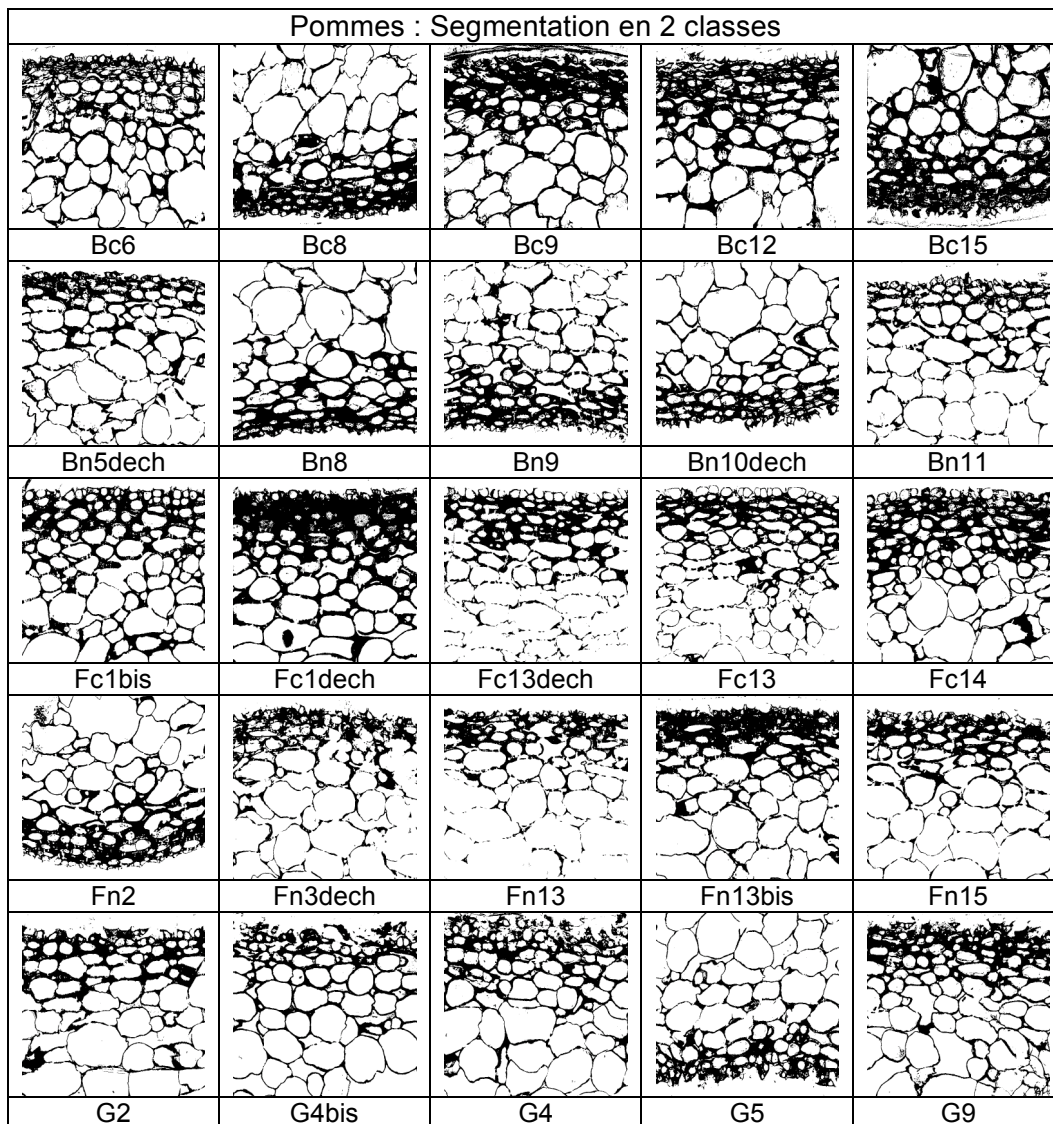 Pommes : Segmentation en 2 classes
Bc6 Bc8 Bc9 Bc12 Bc15
Bn5dech Bn8 Bn9 Bn10dech Bn11
Fc1bis Fc1dech Fc13dech Fc13 Fc14
Fn2 Fn3dech Fn13 Fn13bis Fn15
G2 G4bis G4 G5 G9